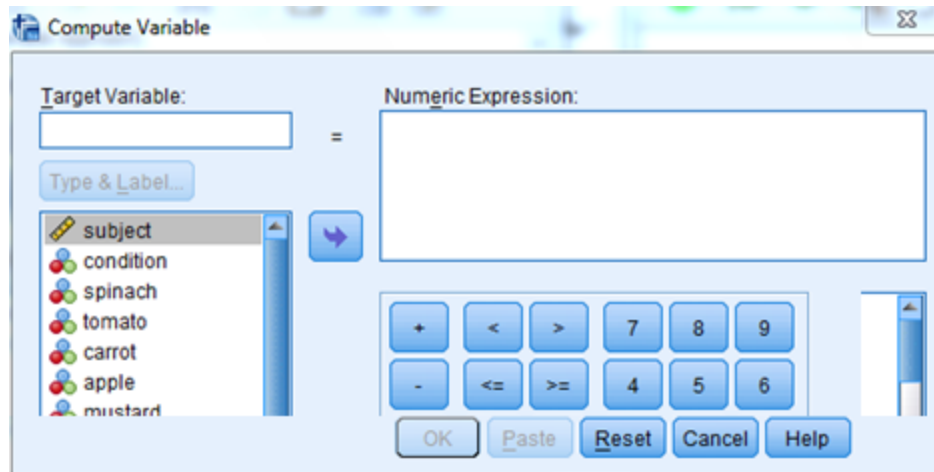 Compute Variable
Target Variable:
Numeric Expression:
=
Type & Label...
subject
condition
spinach
tomato
carrot
apple
mustard
+ < > 7 8 9
- <= >= 4 5 6
OK Paste Reset Cancel Help